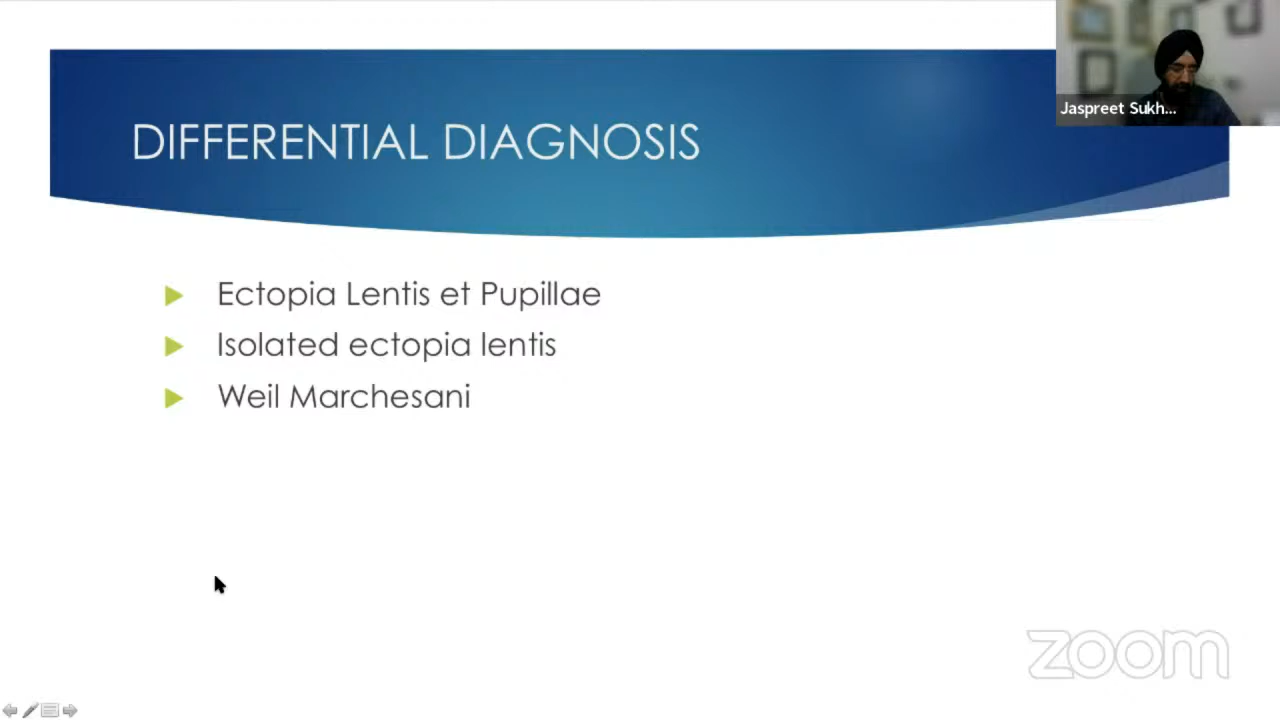 Jaspreet Sukh...
DIFFERENTIAL DIAGNOSIS
Ectopia Lentis et Pupillae
Isolated ectopia lentis
Weil Marchesani
zoom